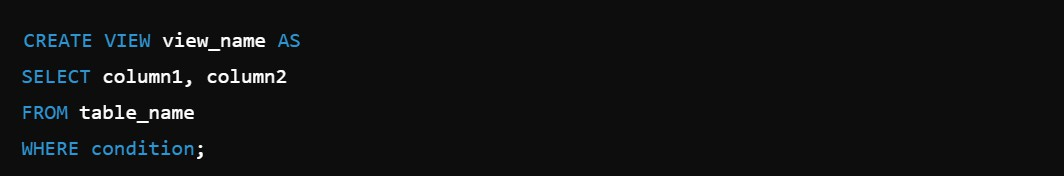 CREATE VIEW view_name AS
SELECT column1, column2
FROM table_name
WHERE condition;